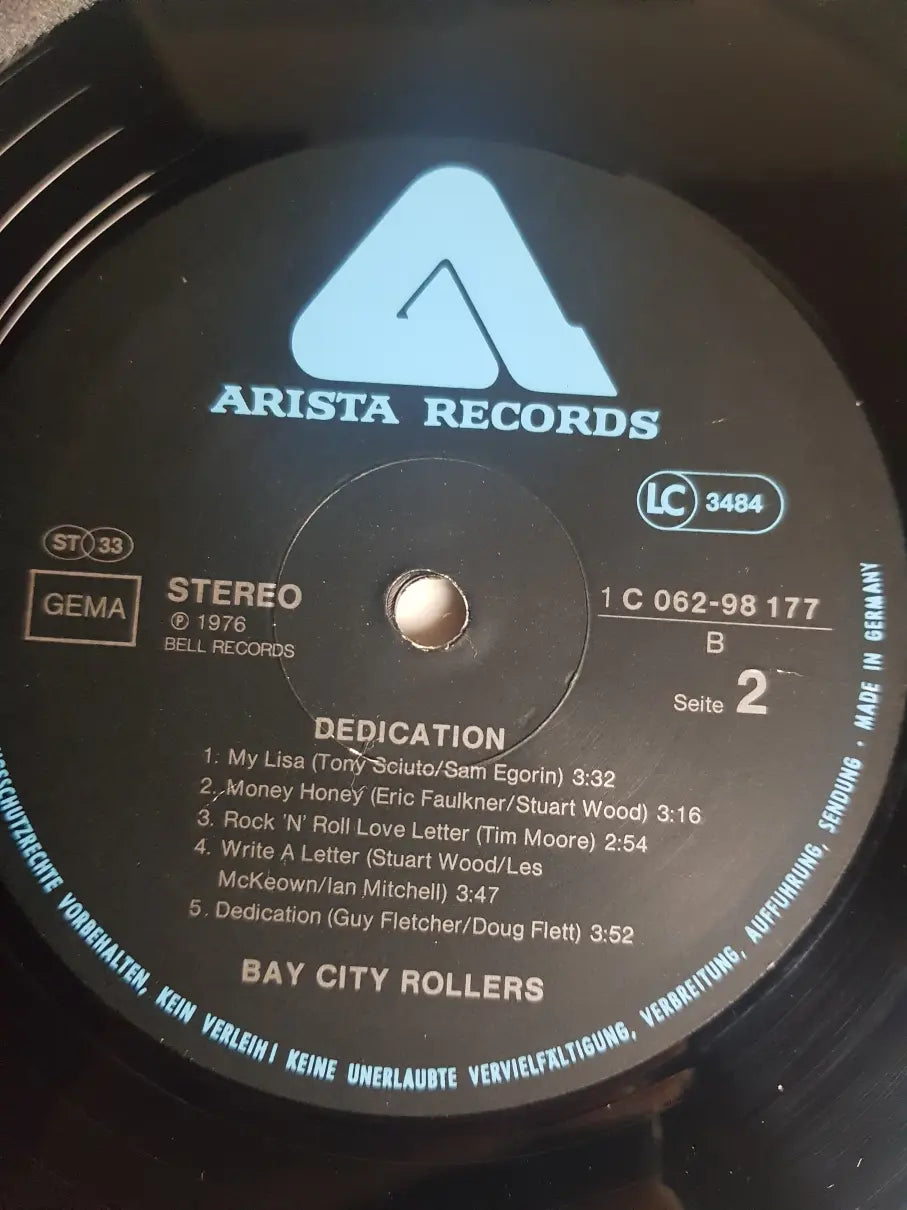 ARISTA RECORDS
LC 3484
ST 33
GEMA
STEREO
℗ 1976
BELL RECORDS
1 C 062-98 177
B
Seite 2
DEDICATION
1. My Lisa (Tony Sciuto/Sam Egorin) 3:32
2. Money Honey (Eric Faulkner/Stuart Wood) 3:16
3. Rock 'N' Roll Love Letter (Tim Moore) 2:54
4. Write A Letter (Stuart Wood/Les
McKeown/Ian Mitchell) 3:47
5. Dedication (Guy Fletcher/Doug Flett) 3:52
BAY CITY ROLLERS
VORBEHALTEN, KEIN VERLEIH! KEINE UNERLAUBTE VERVIELFÄLTIGUNG, VERBREITUNG, AUFFÜHRUNG, SENDUNG · MADE IN GERMANY